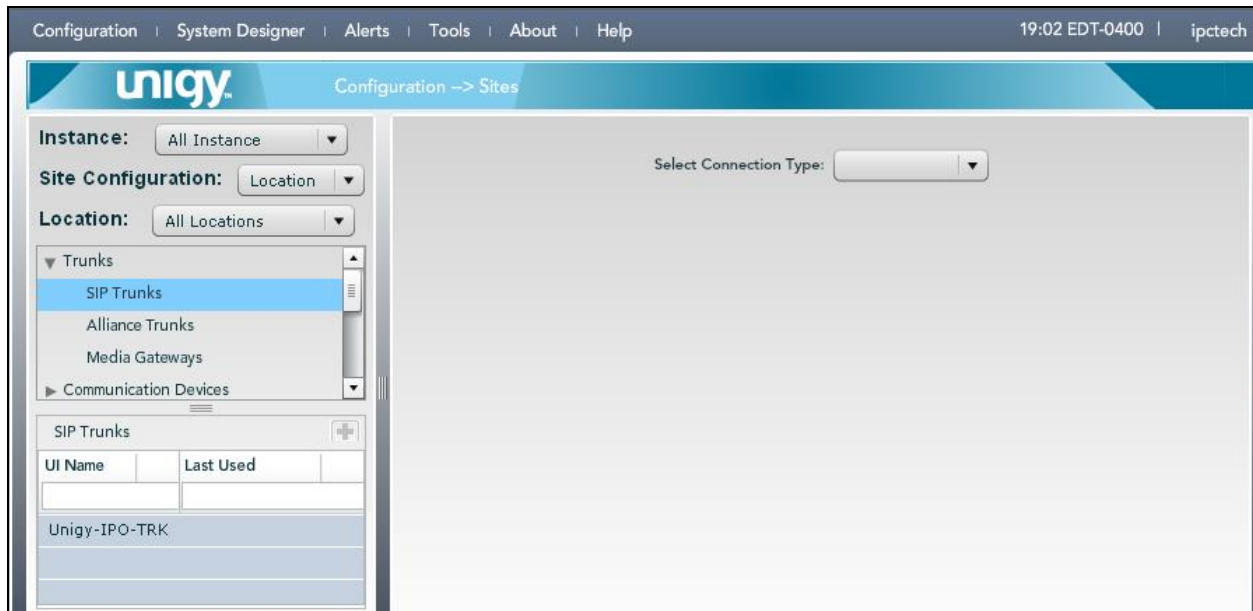 Configuration | System Designer | Alerts | Tools | About | Help 19:02 EDT-0400 | ipctech
unigy™ Configuration --> Sites
Instance: All Instance
Select Connection Type:
Site Configuration: Location
Location: All Locations
Trunks
SIP Trunks
Alliance Trunks
Media Gateways
Communication Devices
SIP Trunks
UI Name Last Used
Unigy-IPO-TRK